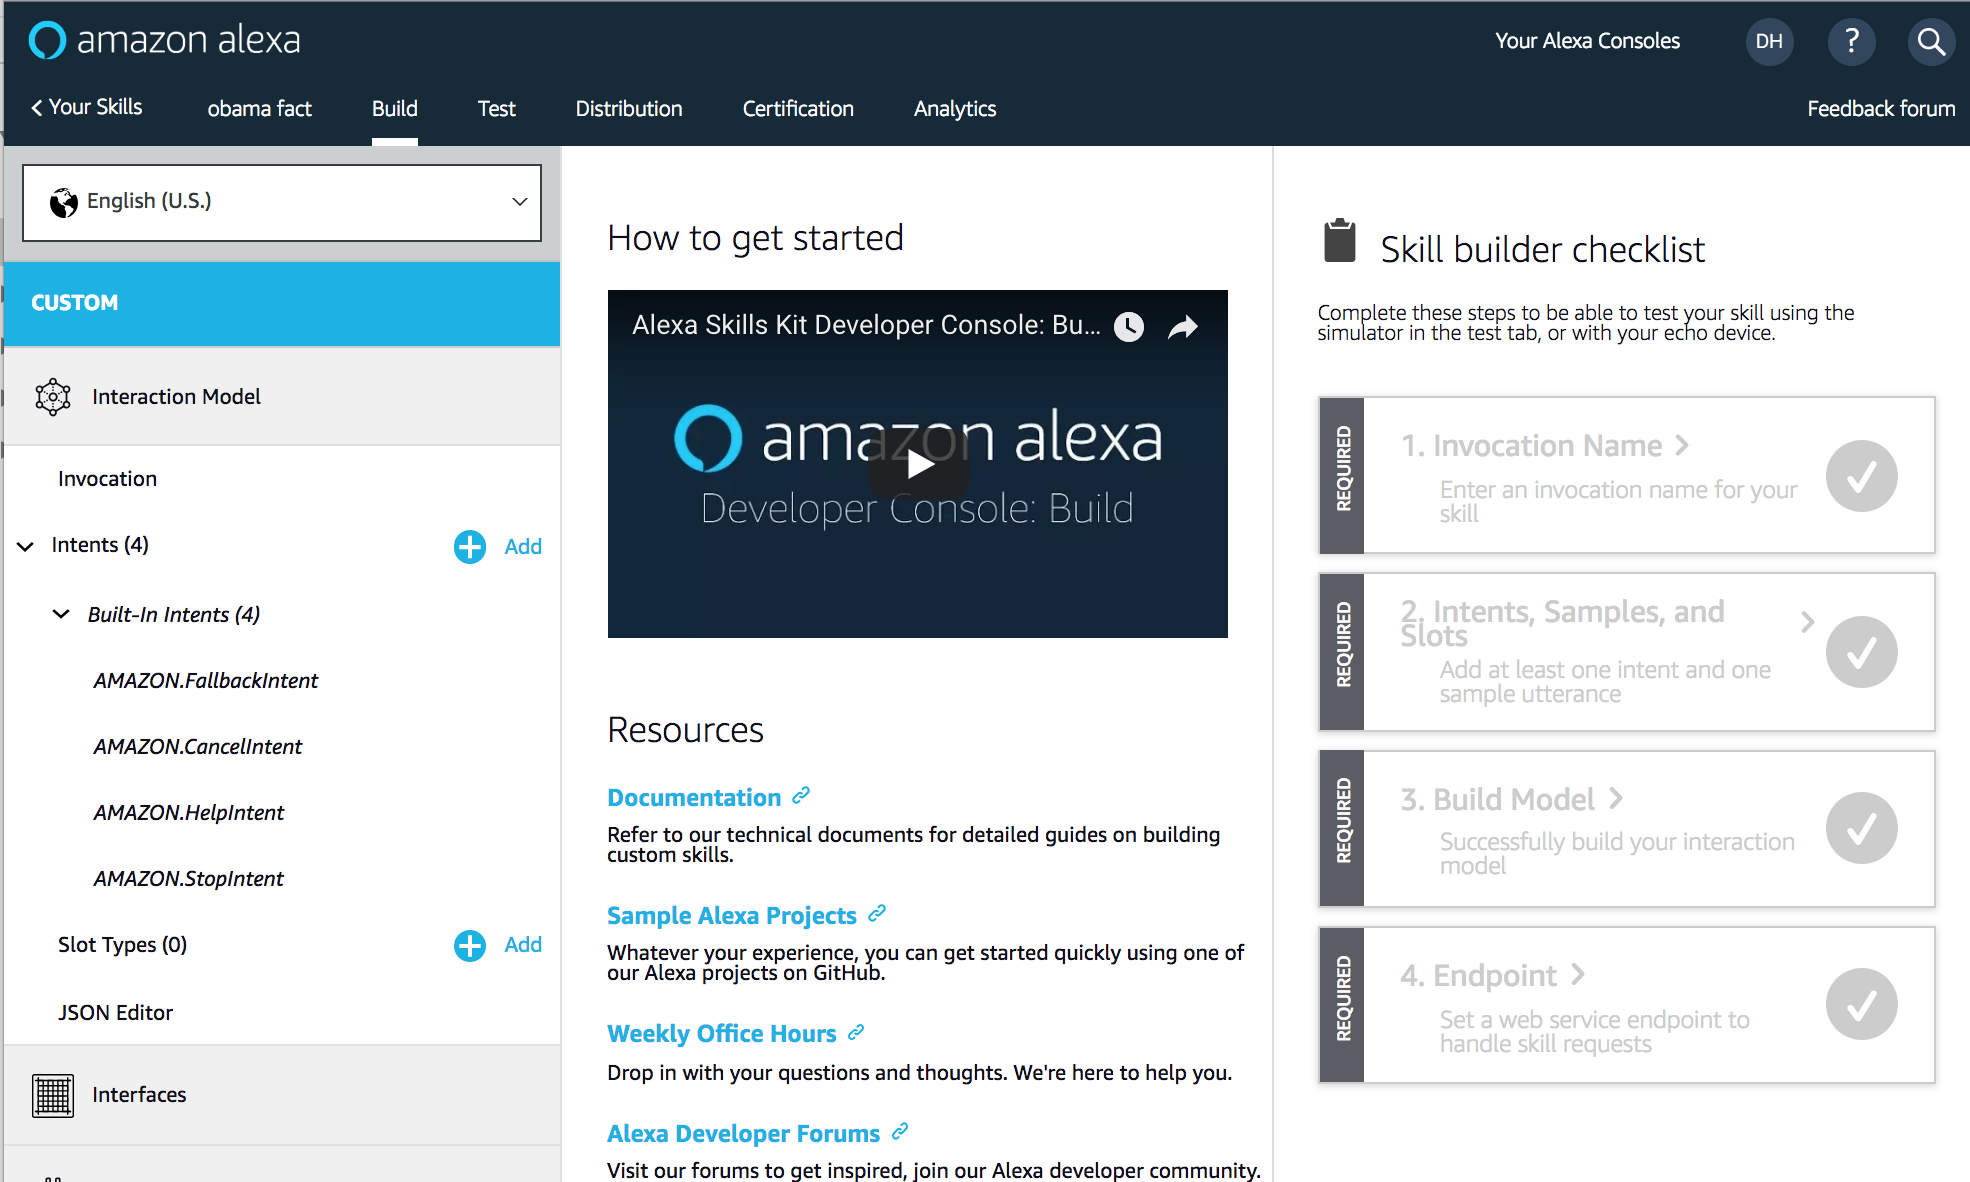 amazon alexa
Your Alexa Consoles
DH
?
Your Skills
obama fact
Build
Test
Distribution
Certification
Analytics
Feedback forum
English (U.S.)
CUSTOM
Interaction Model
Invocation
Intents (4)
Add
Built-In Intents (4)
AMAZON.FallbackIntent
AMAZON.CancelIntent
AMAZON.HelpIntent
AMAZON.StopIntent
Slot Types (0)
Add
JSON Editor
Interfaces
How to get started
Alexa Skills Kit Developer Console: Bu...
amazon alexa
Developer Console: Build
Resources
Documentation
Refer to our technical documents for detailed guides on building
custom skills.
Sample Alexa Projects
Whatever your experience, you can get started quickly using one of
our Alexa projects on GitHub.
Weekly Office Hours
Drop in with your questions and thoughts. We're here to help you.
Alexa Developer Forums
Visit our forums to get inspired, join our Alexa developer community.
Skill builder checklist
Complete these steps to be able to test your skill using the
simulator in the test tab, or with your echo device.
REQUIRED
1. Invocation Name
Enter an invocation name for your
skill
REQUIRED
2. Intents, Samples, and
Slots
Add at least one intent and one
sample utterance
REQUIRED
3. Build Model
Successfully build your interaction
model
REQUIRED
4. Endpoint
Set a web service endpoint to
handle skill requests